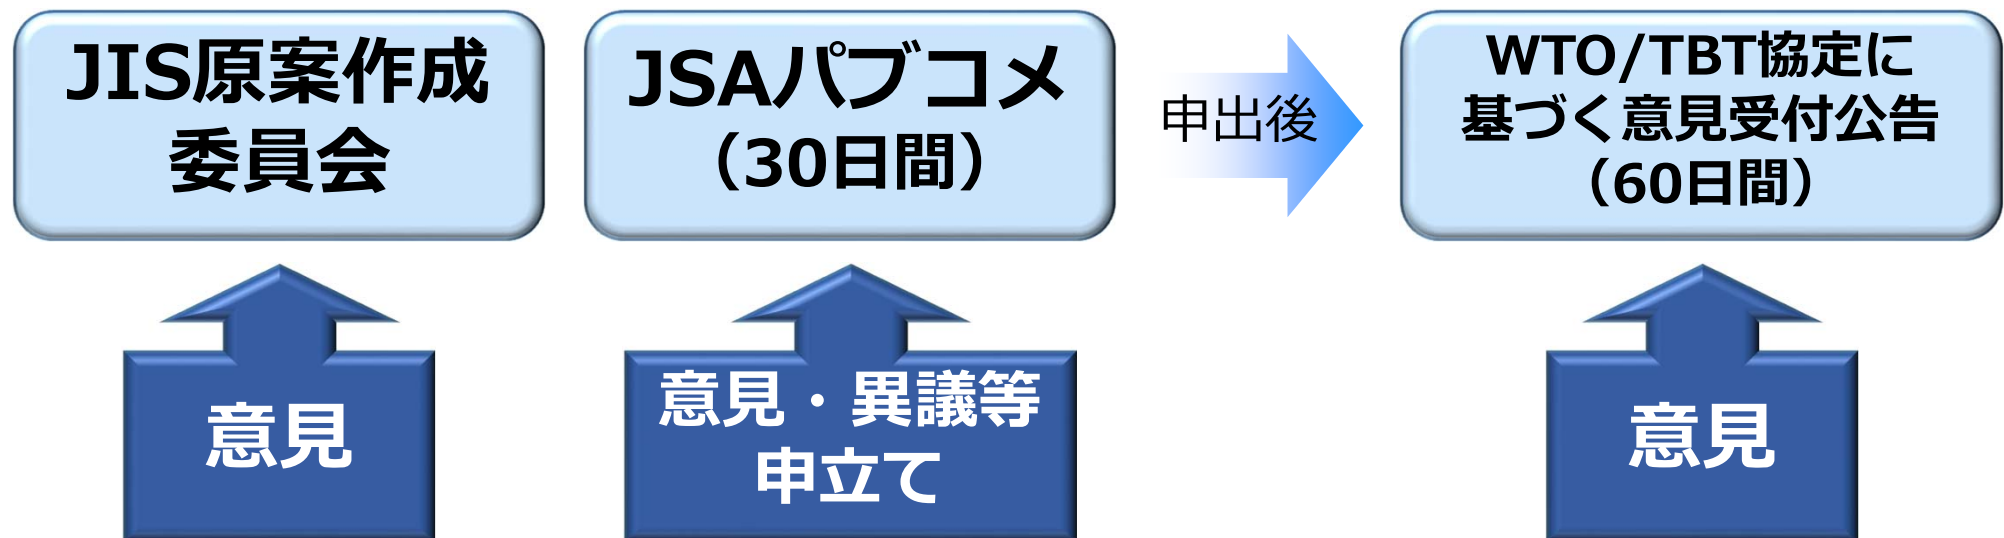 JIS原案作成
委員会
JSAパブコメ
（30日間）
申出後
WTO/TBT協定に
基づく意見受付公告
（60日間）
意見
意見・異議等
申立て
意見